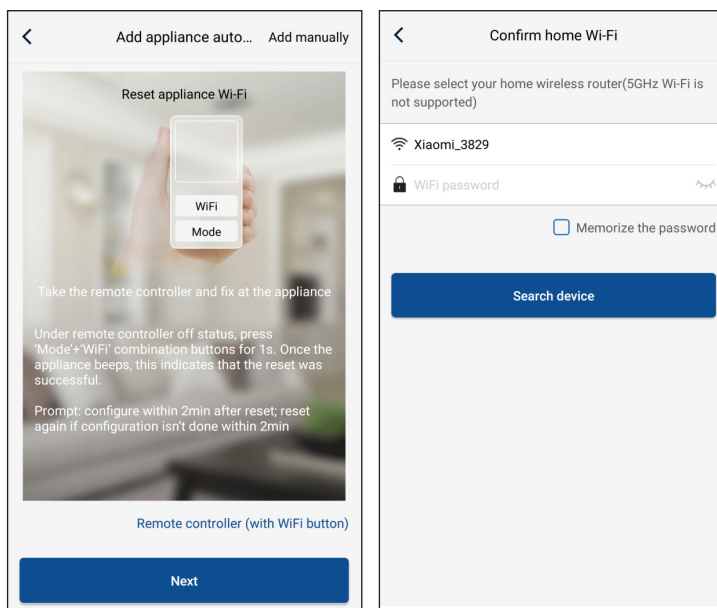 Add appliance auto... Add manually
Reset appliance Wi-Fi
WiFi
Mode
Take the remote controller and fix at the appliance
Under remote controller off status, press
'Mode'+'WiFi' combination buttons for 1s. Once the
appliance beeps, this indicates that the reset was
successful.
Prompt: configure within 2min after reset; reset
again if configuration isn't done within 2min
Remote controller (with WiFi button)
Next
Confirm home Wi-Fi
Please select your home wireless router(5GHz Wi-Fi is
not supported)
Xiaomi_3829
WiFi password
Memorize the password
Search device